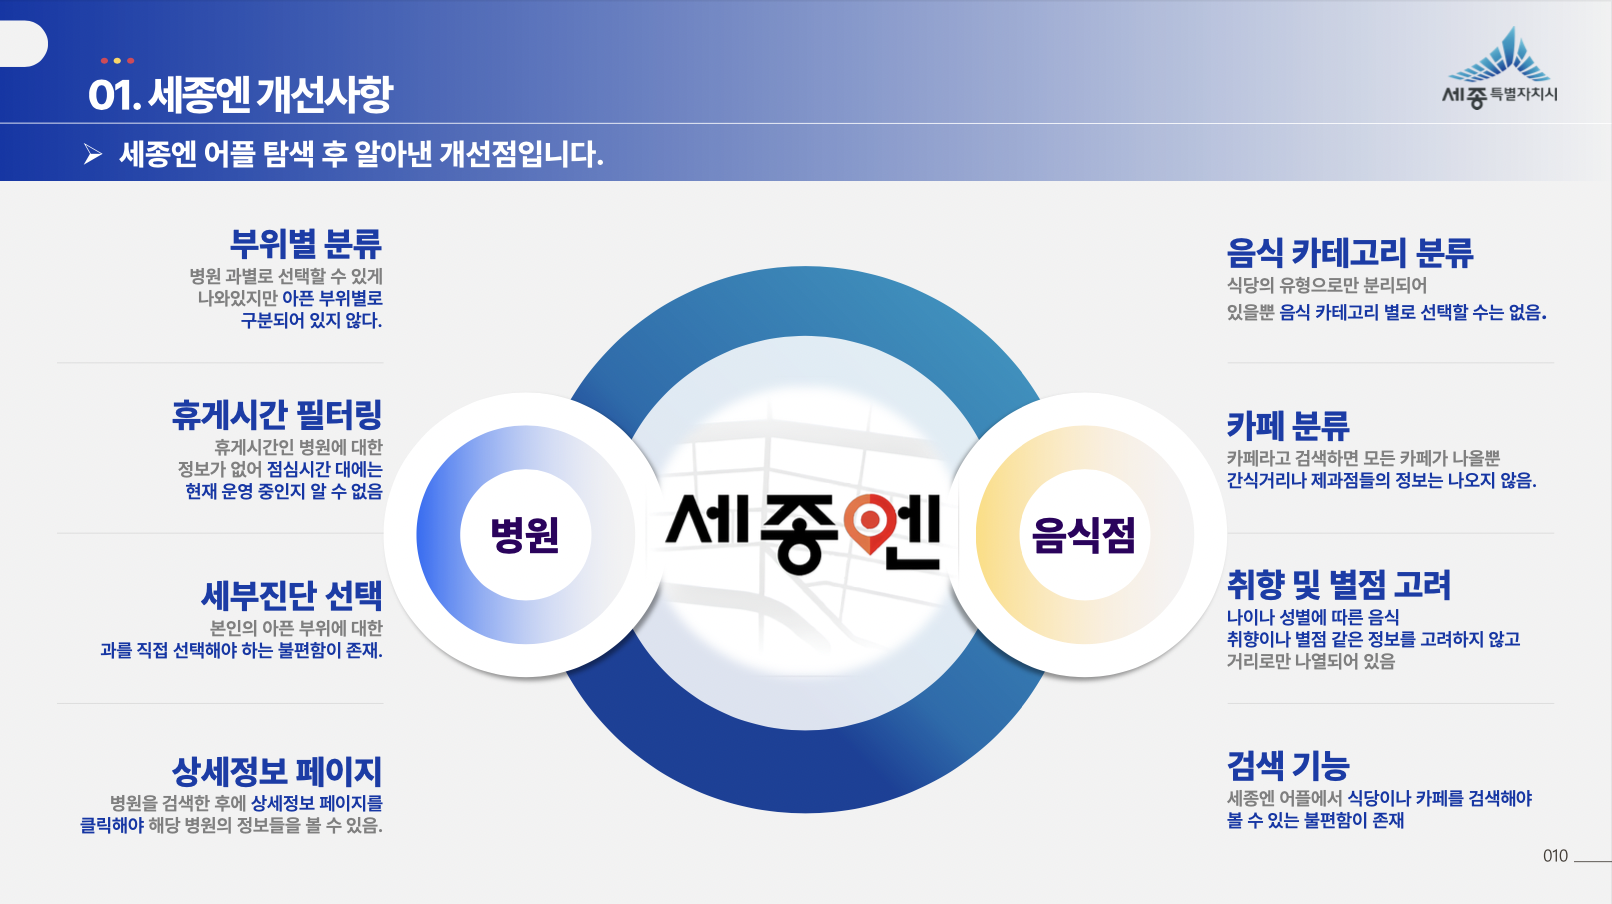 01. 세종엔 개선사항
세종특별자치시
➢ 세종엔 어플 탐색 후 알아낸 개선점입니다.
부위별 분류
병원 과별로 선택할 수 있게
나와있지만 아픈 부위별로
구분되어 있지 않다.
휴게시간 필터링
휴게시간인 병원에 대한
정보가 없어 점심시간 대에는
현재 운영 중인지 알 수 없음
세부진단 선택
본인의 아픈 부위에 대한
과를 직접 선택해야 하는 불편함이 존재.
상세정보 페이지
병원을 검색한 후에 상세정보 페이지를
클릭해야 해당 병원의 정보들을 볼 수 있음.
병원
세종엔
음식점
음식 카테고리 분류
식당의 유형으로만 분리되어
있을뿐 음식 카테고리 별로 선택할 수는 없음.
카페 분류
카페라고 검색하면 모든 카페가 나올뿐
간식거리나 제과점들의 정보는 나오지 않음.
취향 및 별점 고려
나이나 성별에 따른 음식
취향이나 별점 같은 정보를 고려하지 않고
거리로만 나열되어 있음
검색 기능
세종엔 어플에서 식당이나 카페를 검색해야
볼 수 있는 불편함이 존재
010